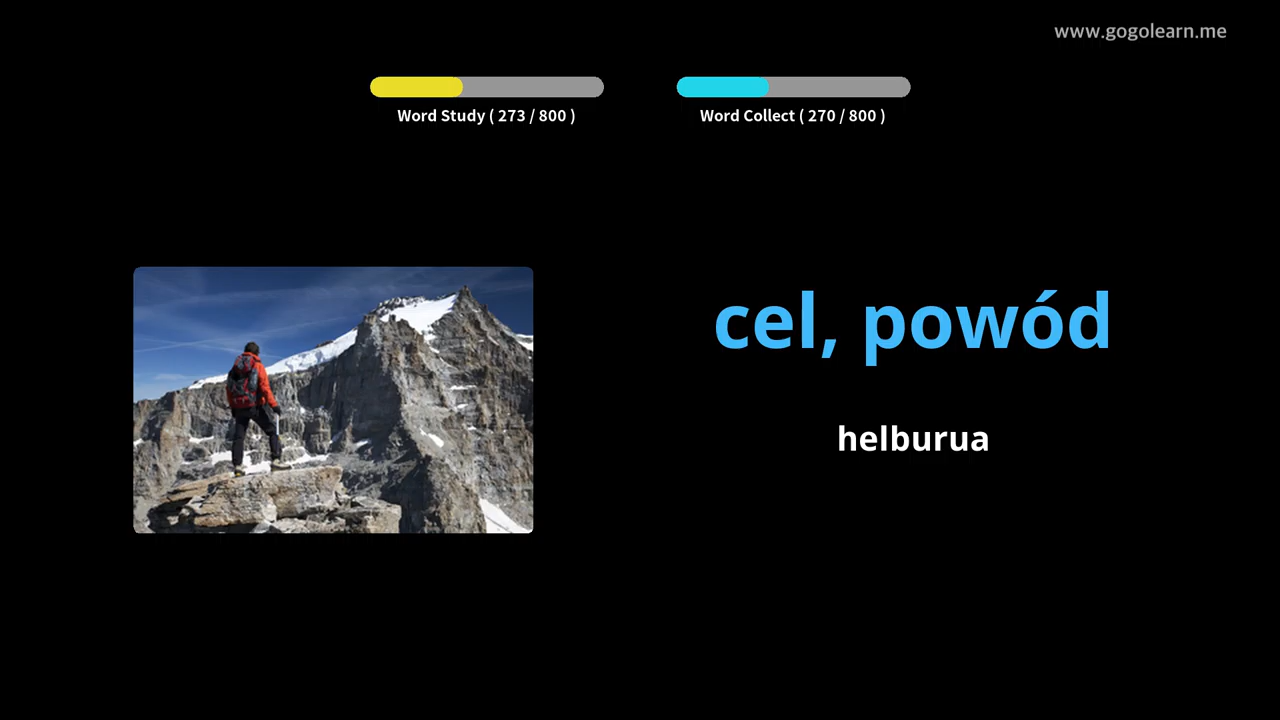 www.gogolearn.me
Word Study ( 273 / 800 )
Word Collect ( 270 / 800 )
cel, powód
helburua